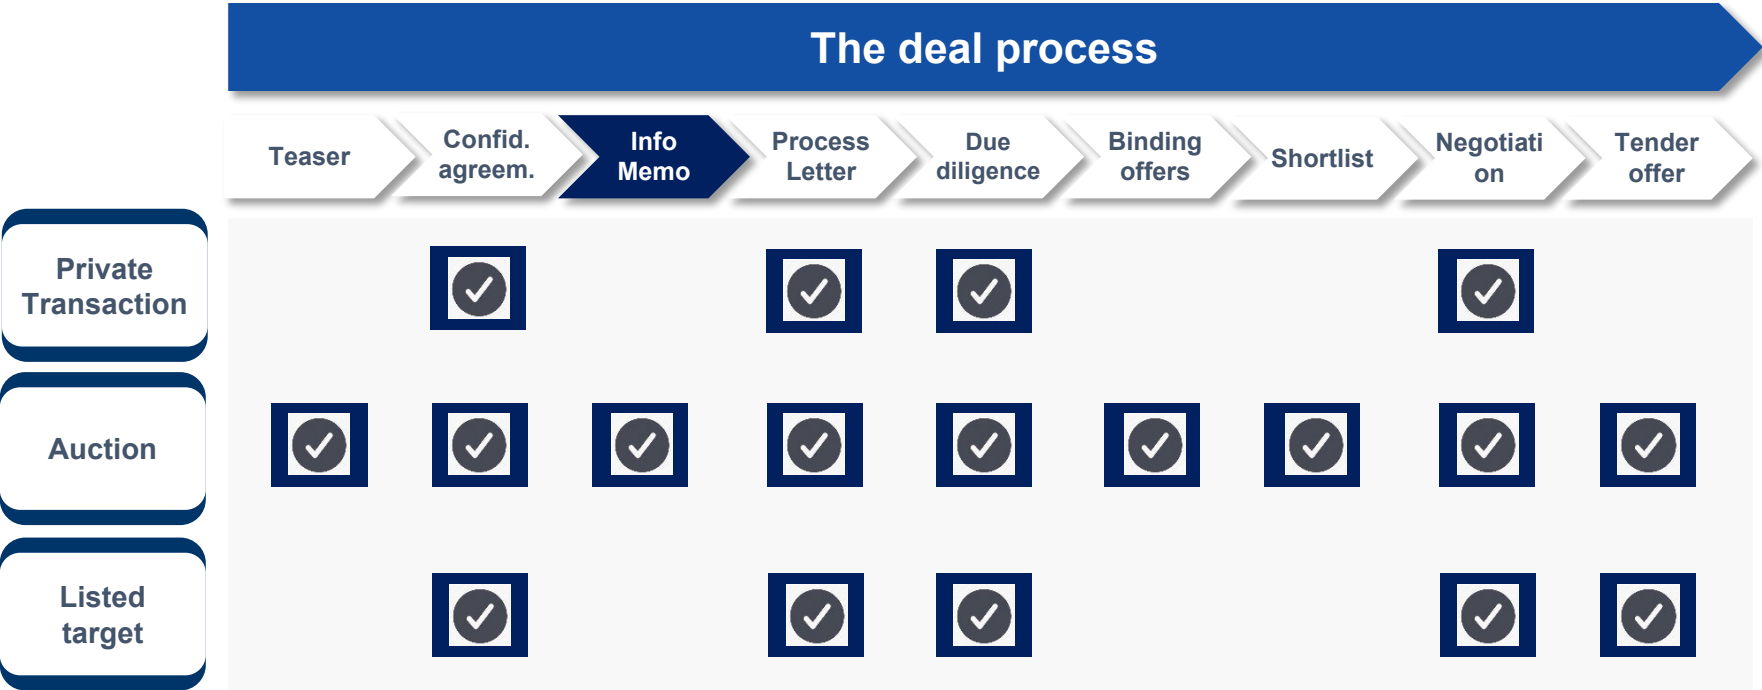 The deal process
Teaser
Confid.
agreem.
Info
Memo
Process
Letter
Due
diligence
Binding
offers
Shortlist
Negotiati
on
Tender
offer
Private
Transaction
Auction
Listed
target